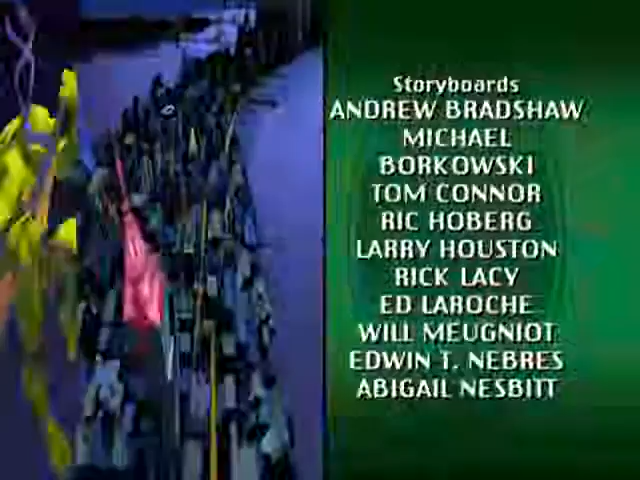 Storyboards
ANDREW BRADSHAW
MICHAEL
BORKOWSKI
TOM CONNOR
RIC HOBERG
LARRY HOUSTON
RICK LACY
ED LAROCHE
WILL MEUGNIOT
EDWIN T. NEBRES
ABIGAIL NESBITT